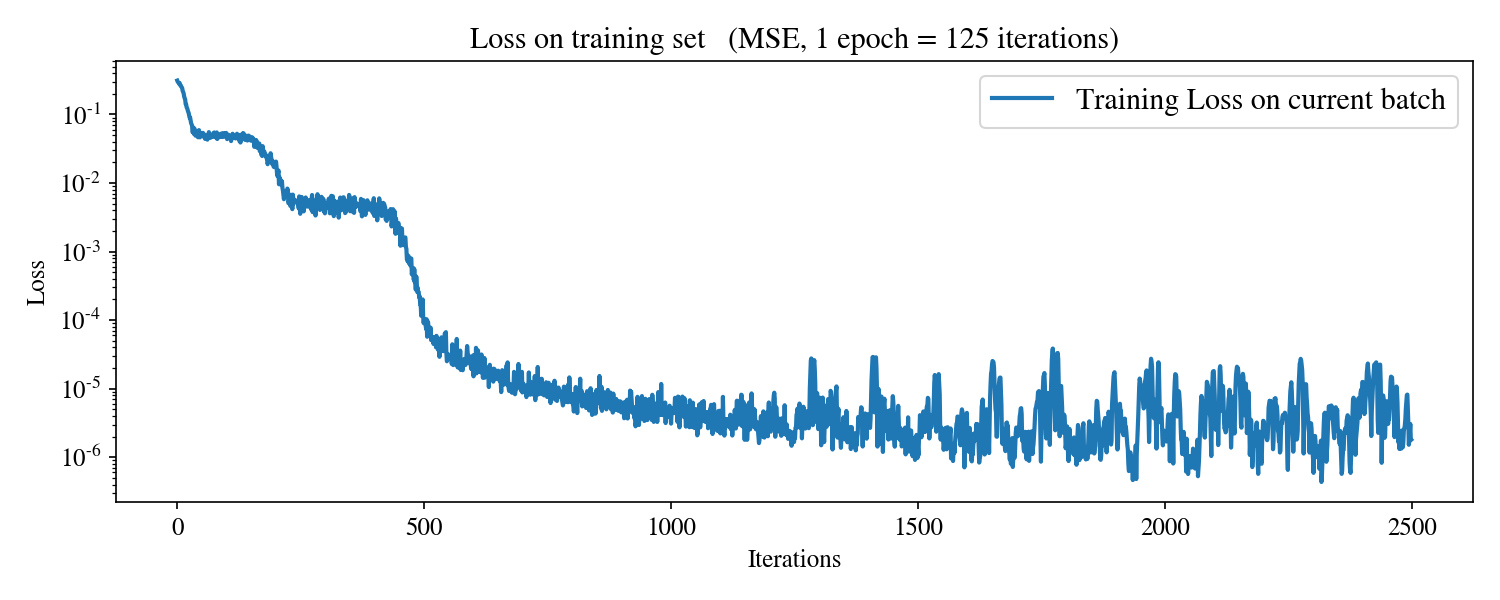 Loss on training set (MSE, 1 epoch = 125 iterations)
Training Loss on current batch
Loss
10-1
10-2
10-3
10-4
10-5
10-6
0 500 1000 1500 2000 2500
Iterations